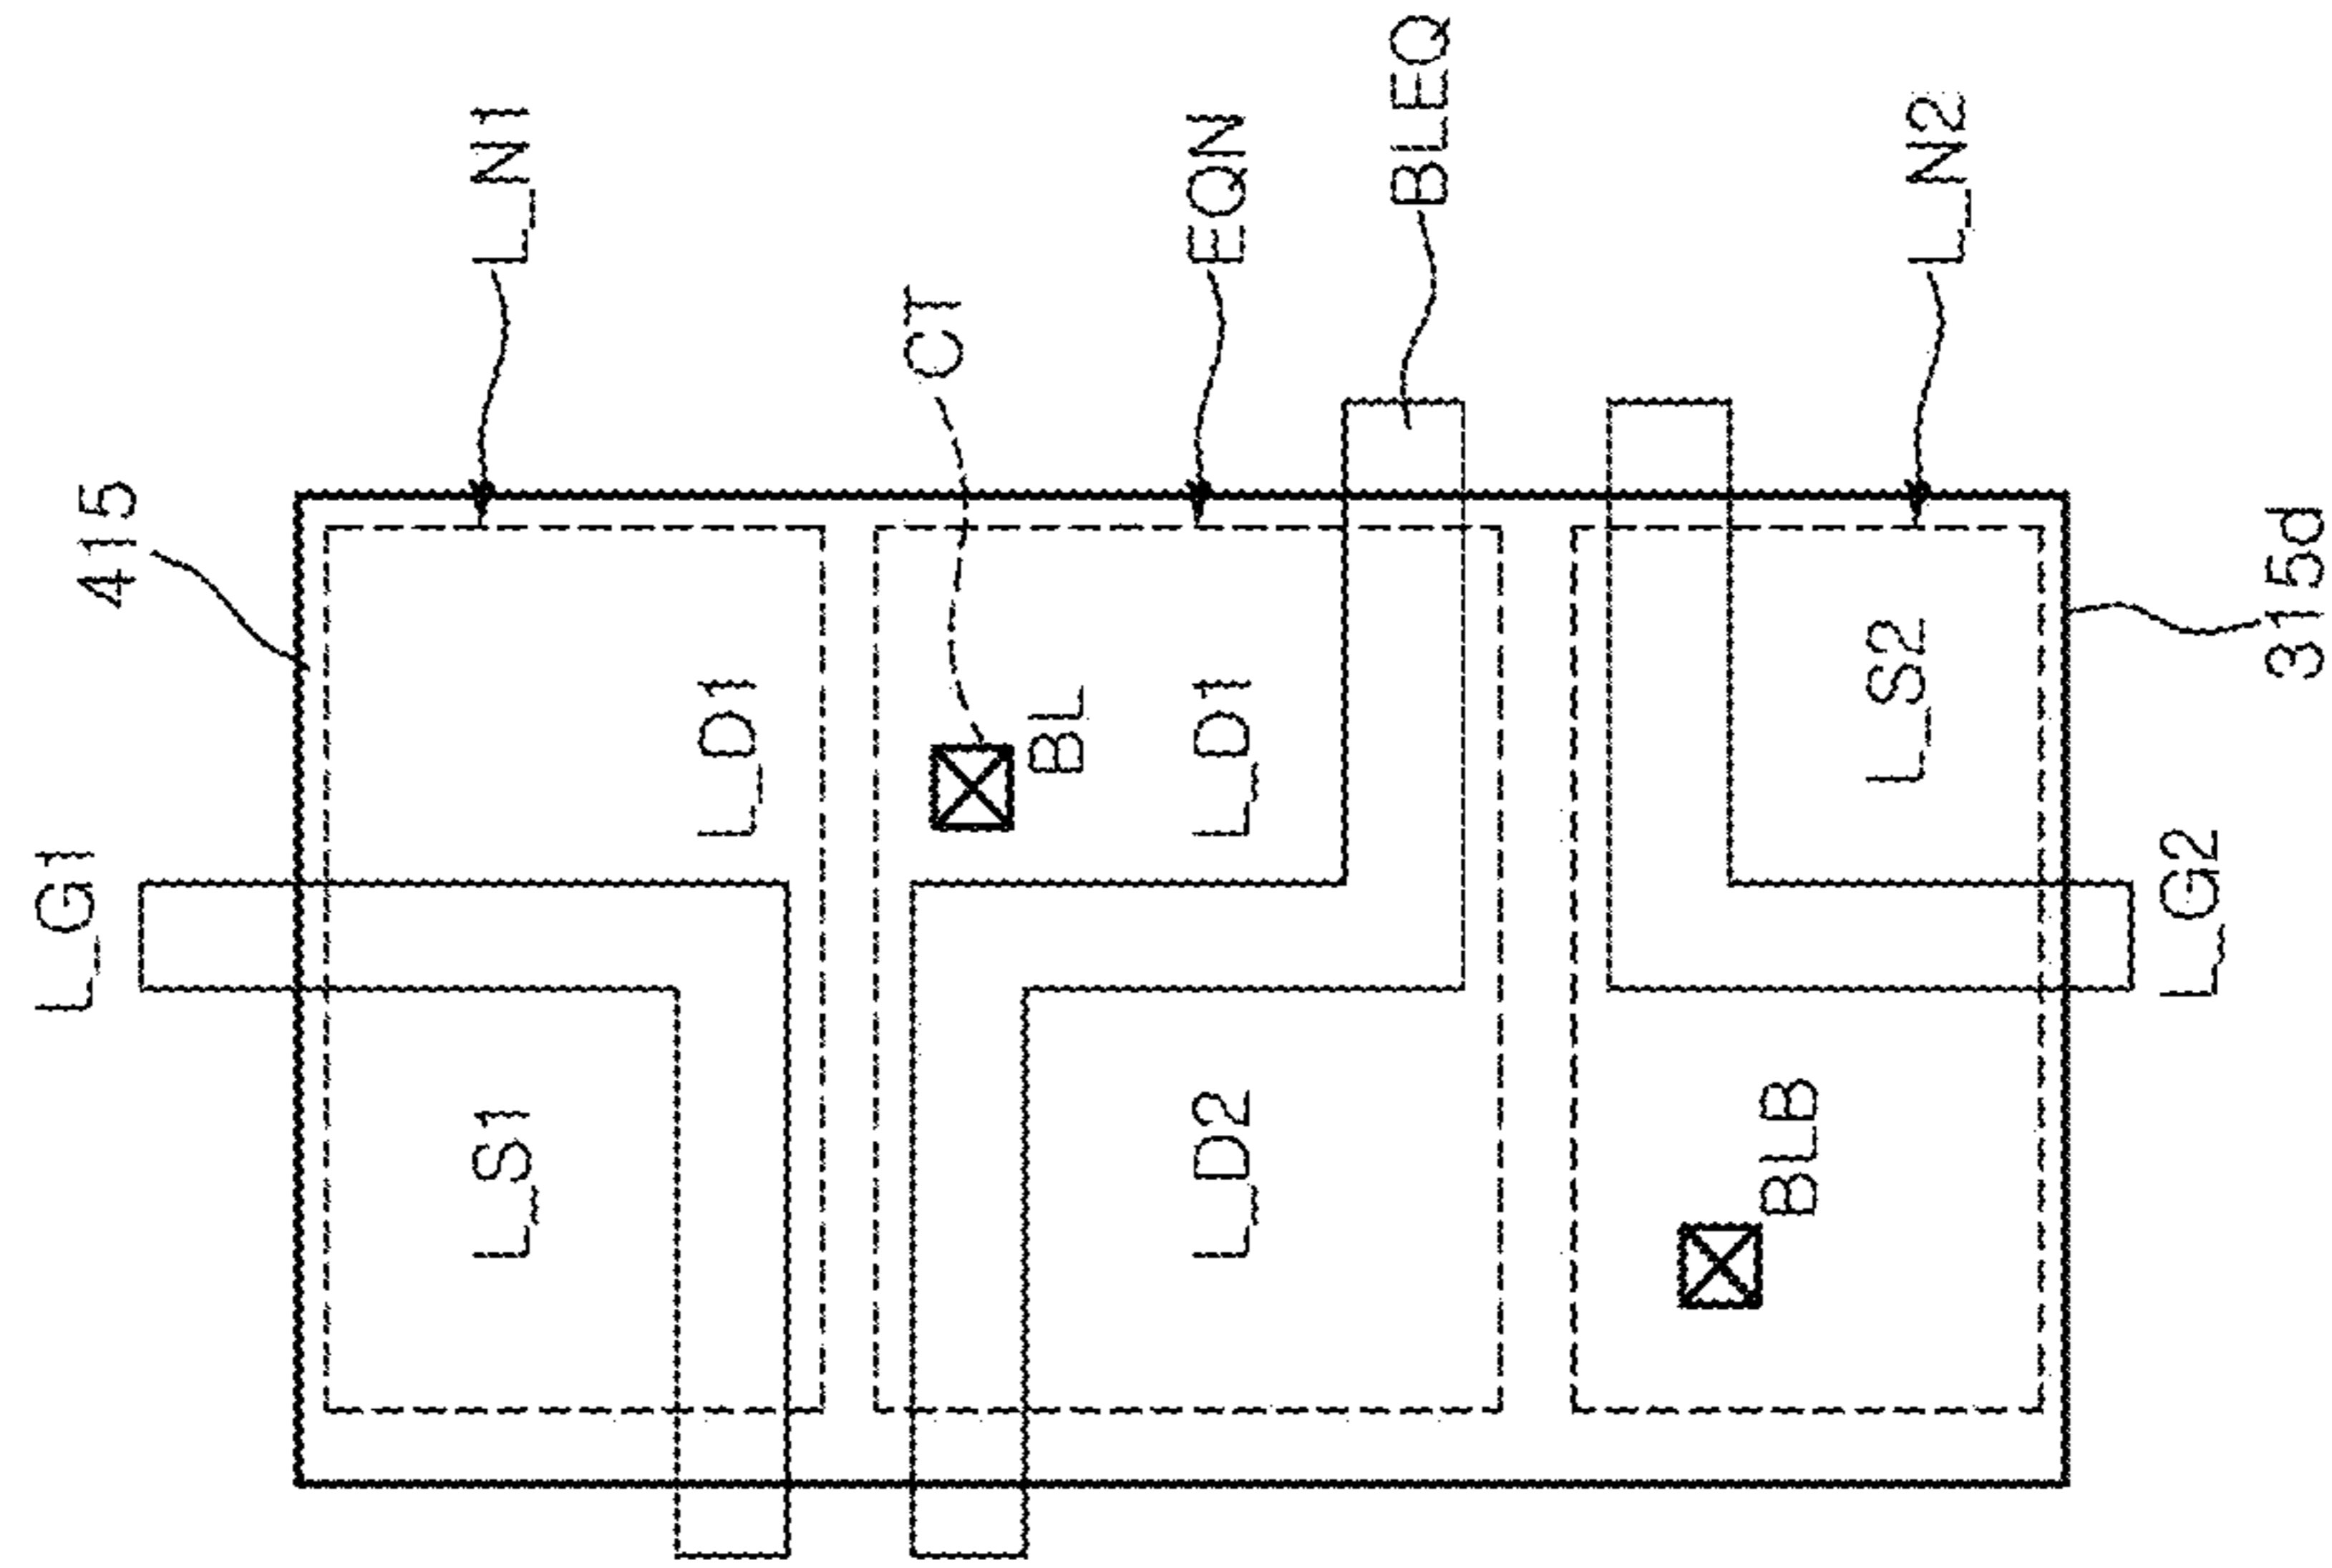 L_G1
415
L_S1
L_N1
L_D1
CT
BL
L_D2
L_D1
EQN
BLEQ
BLB
L_S2
L_N2
L_G2
315d